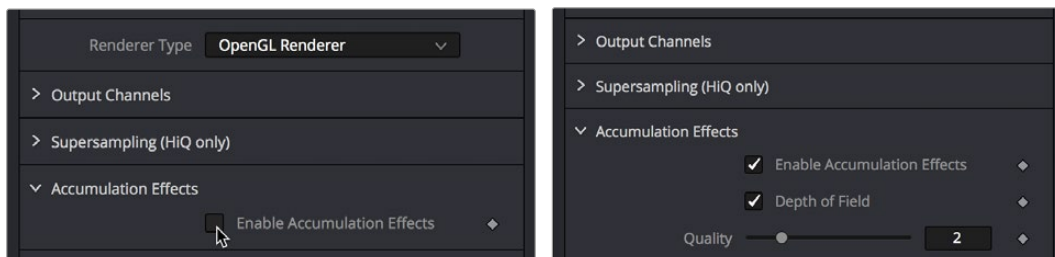 Renderer Type OpenGL Renderer
Output Channels
Supersampling (HiQ only)
Accumulation Effects
Enable Accumulation Effects
Output Channels
Supersampling (HiQ only)
Accumulation Effects
Enable Accumulation Effects
Depth of Field
Quality 2